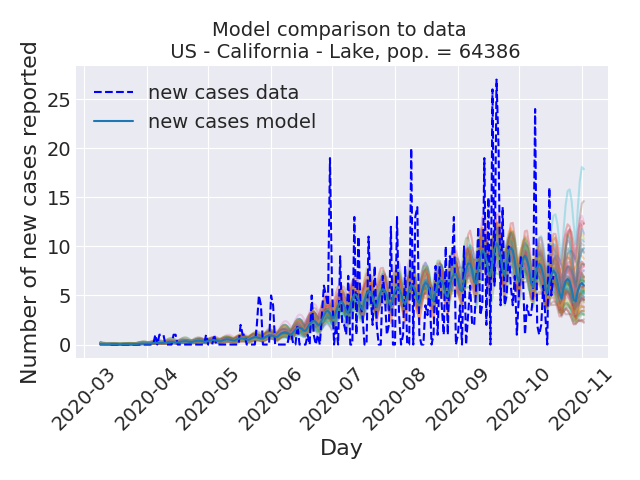 Model comparison to data
US - California - Lake, pop. = 64386
Number of new cases reported
new cases data
new cases model
25
20
15
10
5
0
2020-03
2020-04
2020-05
2020-06
2020-07
2020-08
2020-09
2020-10
2020-11
Day